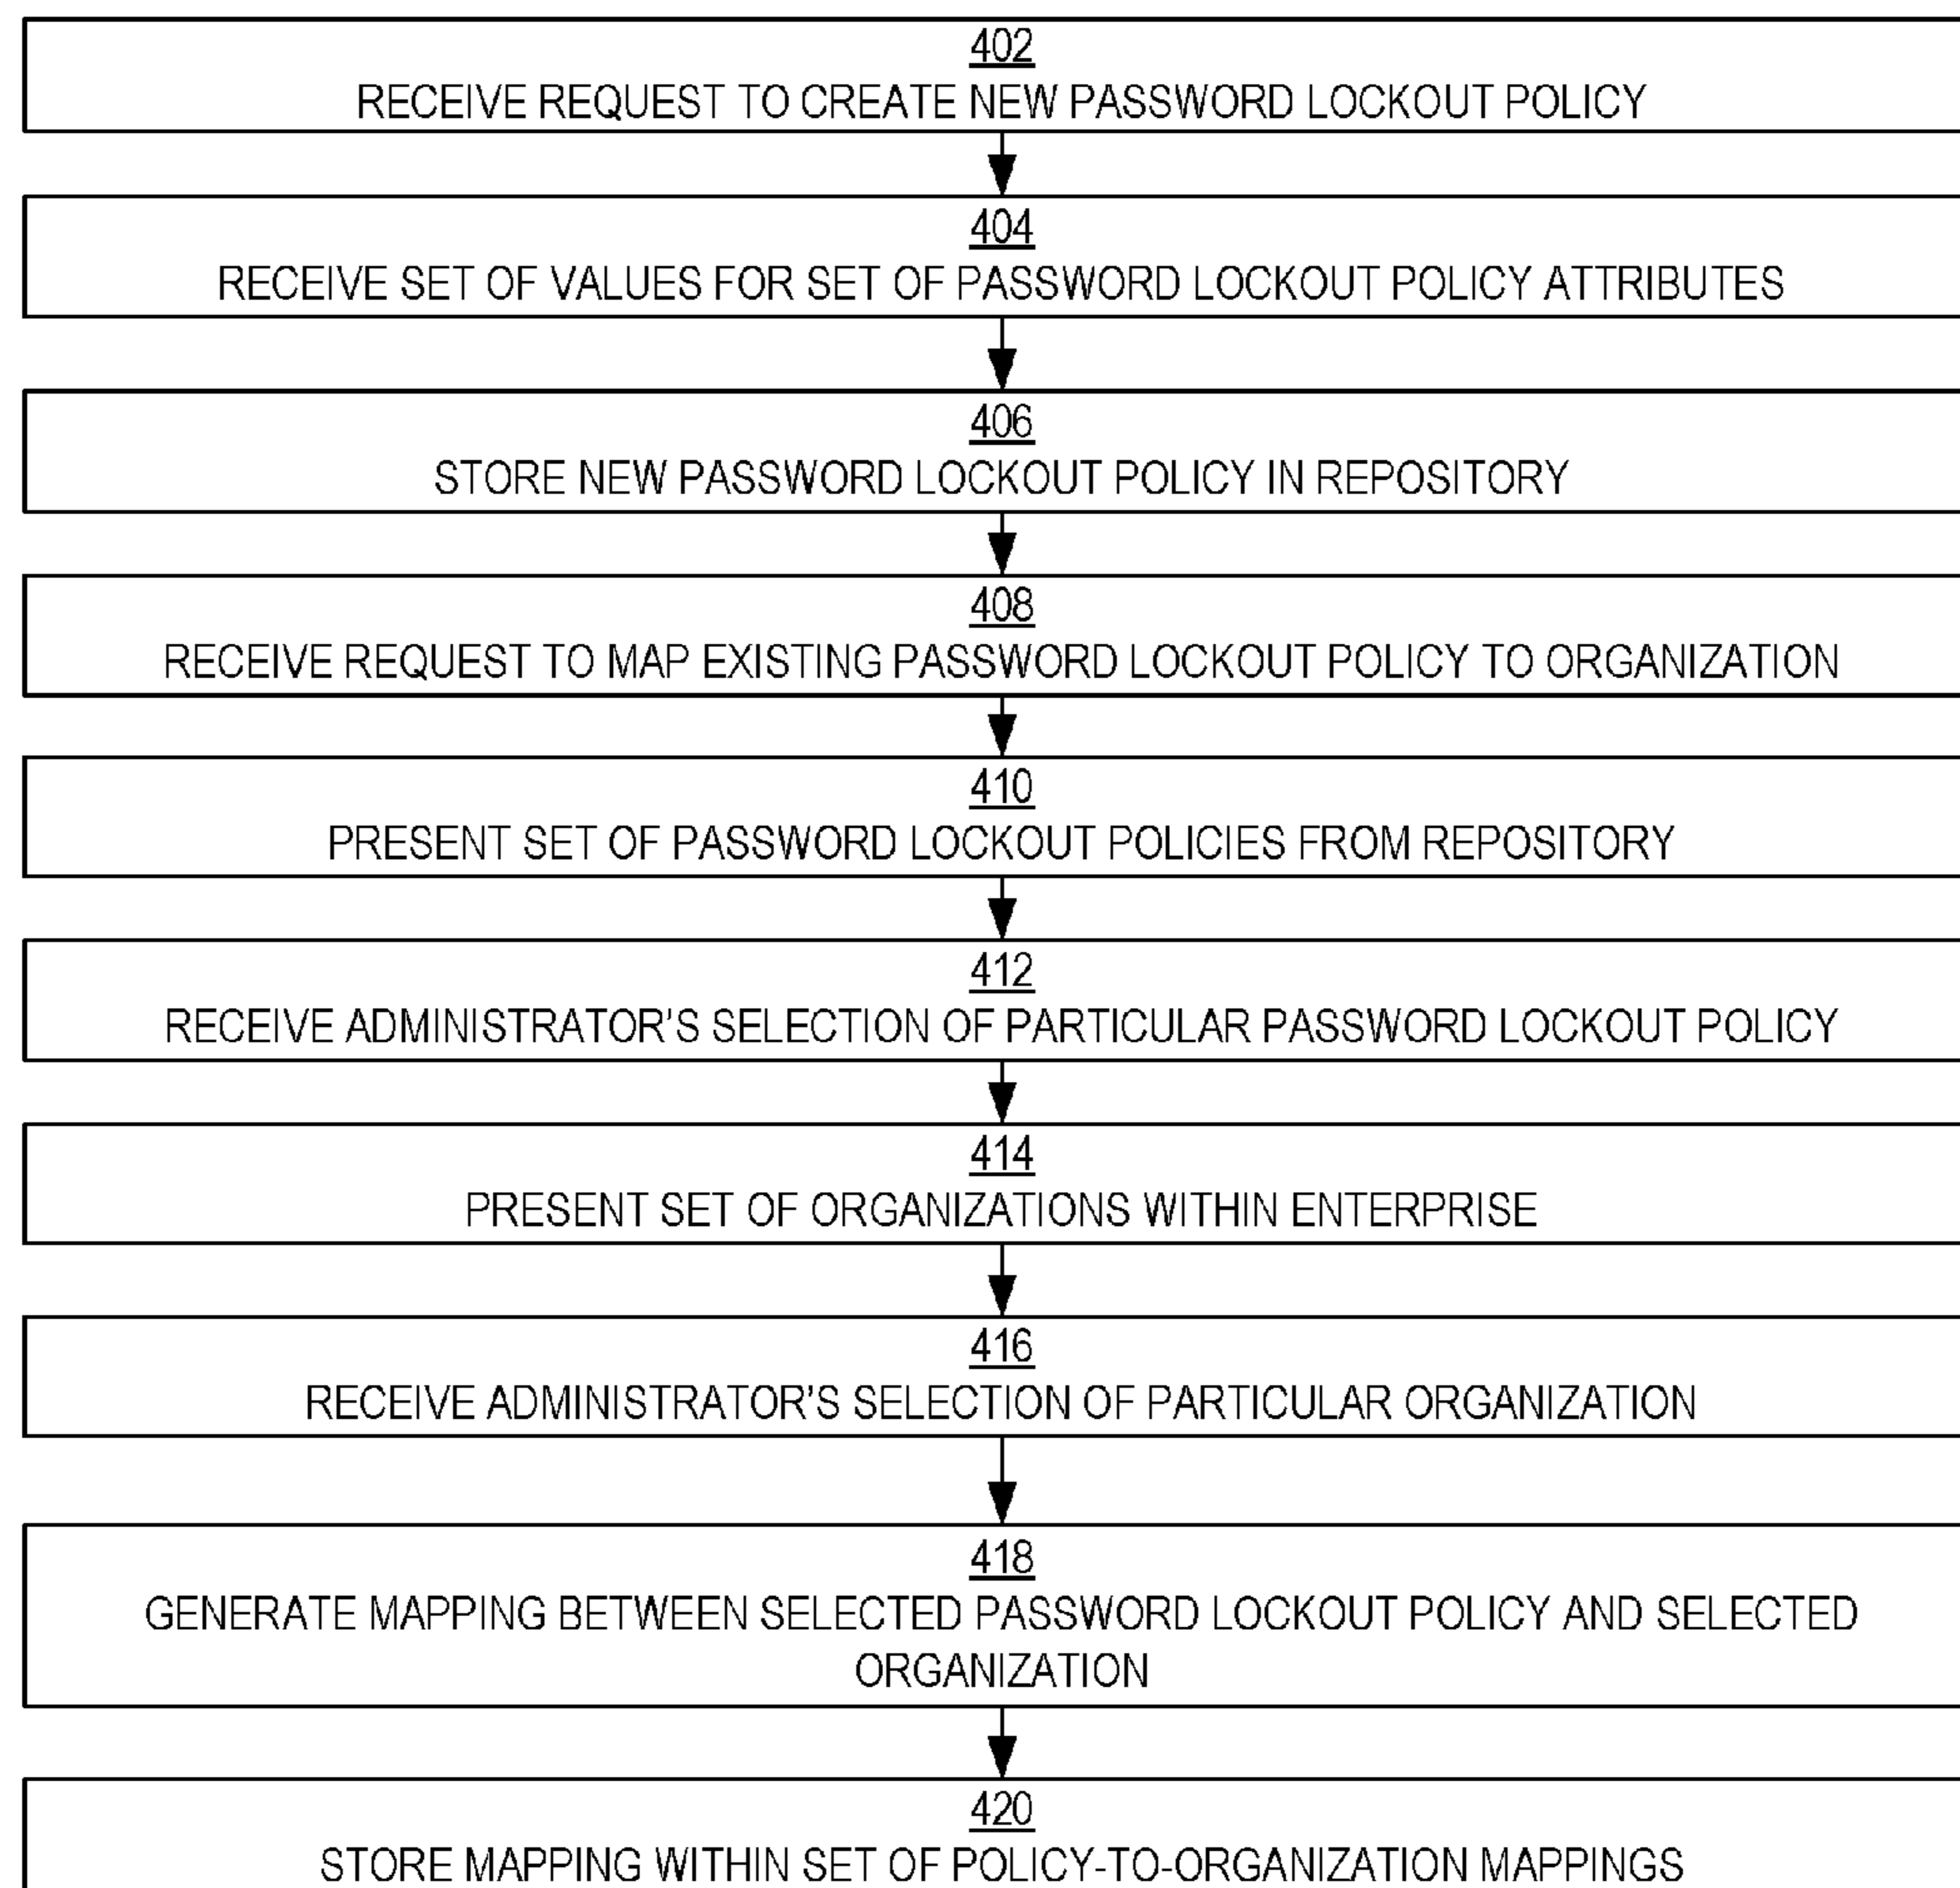 402
RECEIVE REQUEST TO CREATE NEW PASSWORD LOCKOUT POLICY
404
RECEIVE SET OF VALUES FOR SET OF PASSWORD LOCKOUT POLICY ATTRIBUTES
406
STORE NEW PASSWORD LOCKOUT POLICY IN REPOSITORY
408
RECEIVE REQUEST TO MAP EXISTING PASSWORD LOCKOUT POLICY TO ORGANIZATION
410
PRESENT SET OF PASSWORD LOCKOUT POLICIES FROM REPOSITORY
412
RECEIVE ADMINISTRATOR'S SELECTION OF PARTICULAR PASSWORD LOCKOUT POLICY
414
PRESENT SET OF ORGANIZATIONS WITHIN ENTERPRISE
416
RECEIVE ADMINISTRATOR'S SELECTION OF PARTICULAR ORGANIZATION
418
GENERATE MAPPING BETWEEN SELECTED PASSWORD LOCKOUT POLICY AND SELECTED
ORGANIZATION
420
STORE MAPPING WITHIN SET OF POLICY-TO-ORGANIZATION MAPPINGS